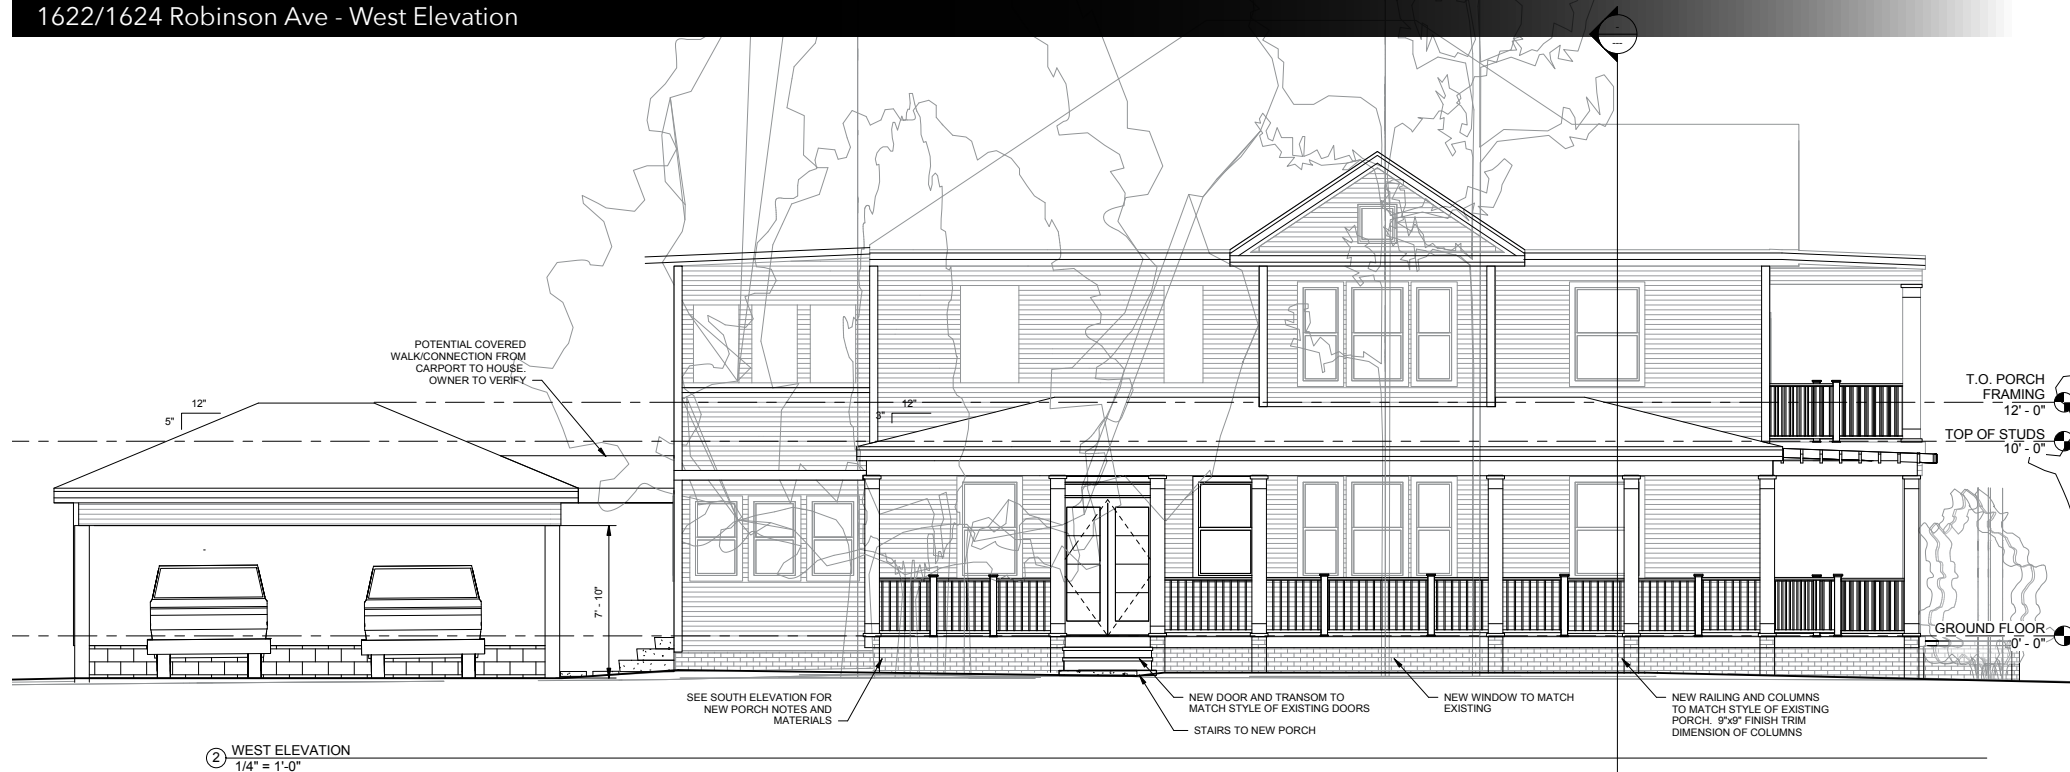 1622/1624 Robinson Ave - West Elevation
POTENTIAL COVERED
WALK/CONNECTION FROM
CARPORT TO HOUSE.
OWNER TO VERIFY
12"
5"
12"
3"
T.O. PORCH
FRAMING
12' - 0"
TOP OF STUDS
10' - 0"
7' - 10"
GROUND FLOOR
0' - 0"
SEE SOUTH ELEVATION FOR
NEW PORCH NOTES AND
MATERIALS
NEW DOOR AND TRANSOM TO
MATCH STYLE OF EXISTING DOORS
STAIRS TO NEW PORCH
NEW WINDOW TO MATCH
EXISTING
NEW RAILING AND COLUMNS
TO MATCH STYLE OF EXISTING
PORCH. 9"x9" FINISH TRIM
DIMENSION OF COLUMNS
2
WEST ELEVATION
1/4" = 1'-0"